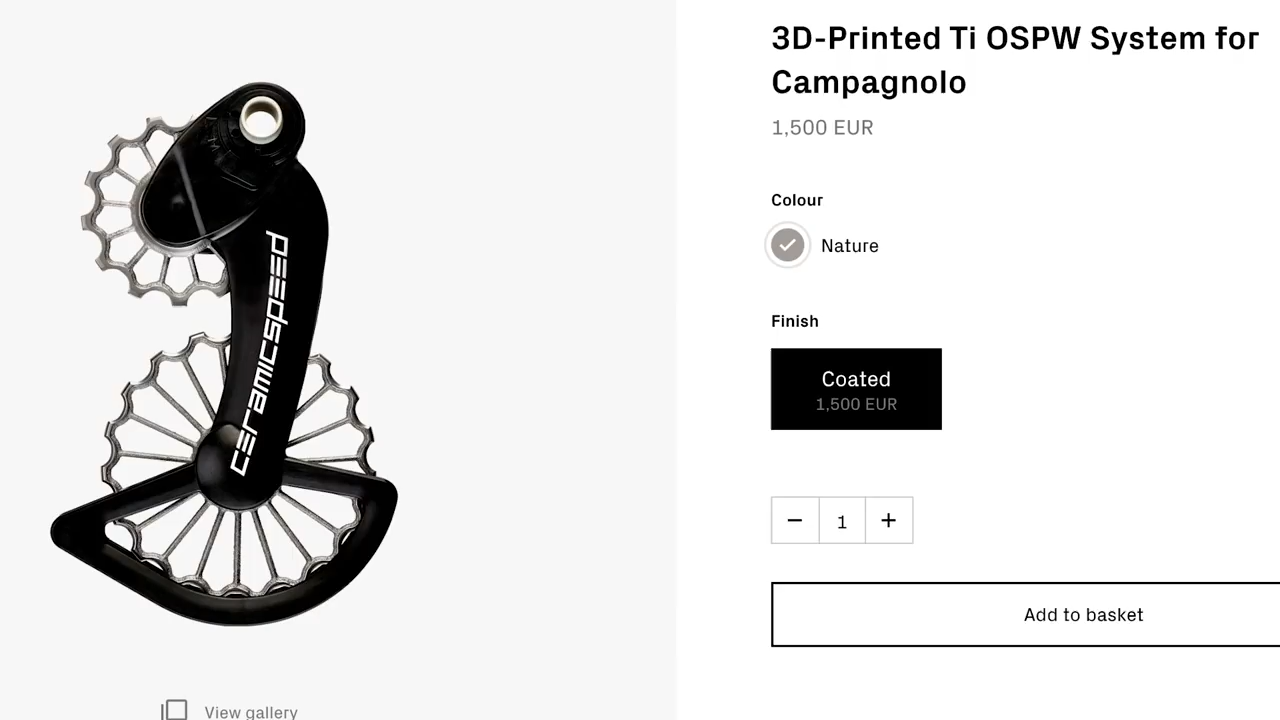 ceramicspeed
View gallery
3D-Printed Ti OSPW System for
Campagnolo
1,500 EUR
Colour
Nature
Finish
Coated
1,500 EUR
− 1 +
Add to basket